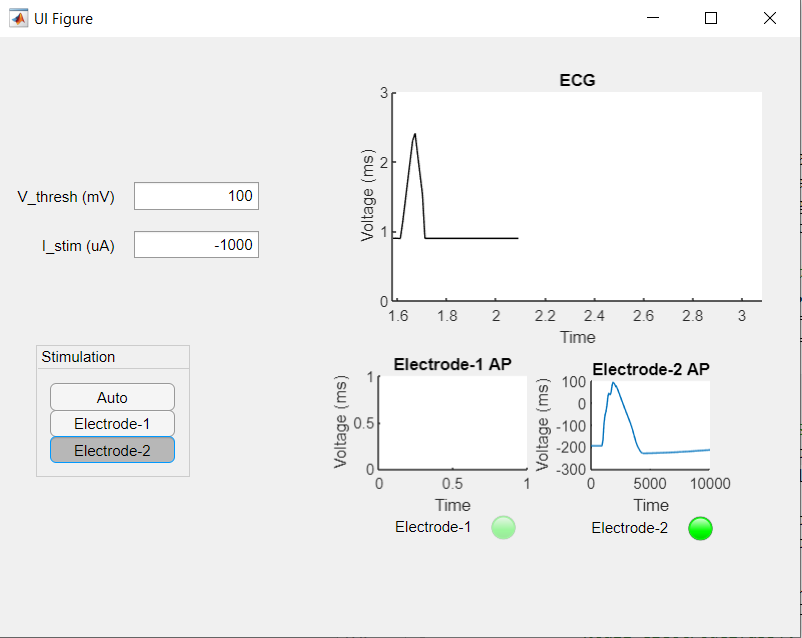 UI Figure
ECG
Voltage (ms)
3
2
1
0
1.6 1.8 2 2.2 2.4 2.6 2.8 3
Time
V_thresh (mV) 100
I_stim (uA) -1000
Stimulation
Auto
Electrode-1
Electrode-2
Electrode-1 AP
Voltage (ms)
1
0.5
0
0 0.5 1
Time
Electrode-1
Electrode-2 AP
Voltage (ms)
100
0
-100
-200
-300
0 5000 10000
Time
Electrode-2